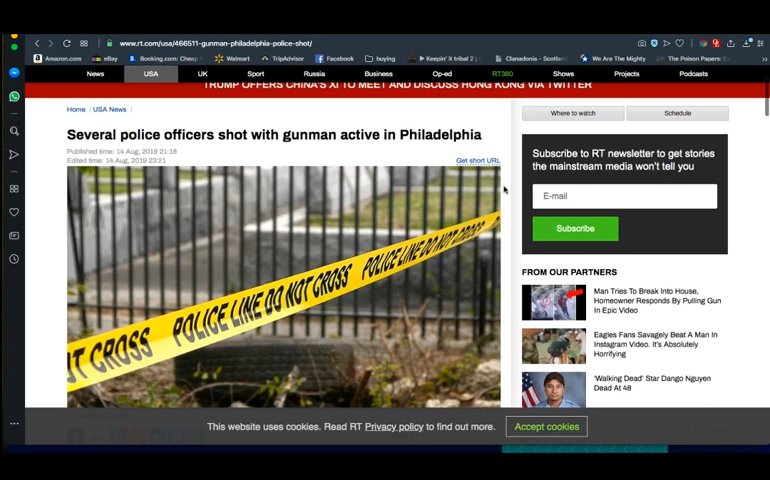 www.rt.com/usa/466511-gunman-philadelphia-police-shot/
Amazon.com eBay Booking.com: Cheap Walmart TripAdvisor Facebook buying Keepin' it tribal 2 Clanadonia - Scotlan We Are The Mighty The Poison Papers:
News USA UK Sport Russia Business Op-ed RT360 Shows Projects Podcasts
TRUMP OFFERS CHINA'S XI TO MEET AND DISCUSS HONG KONG VIA TWITTER
Home / USA News /
Several police officers shot with gunman active in Philadelphia
Published time: 14 Aug, 2019 21:18
Edited time: 14 Aug, 2019 23:21
Get short URL
POLICE LINE DO NOT CROSS
OT CROSS POLICE LINE DO NOT CROSS
Where to watch Schedule
Subscribe to RT newsletter to get stories
the mainstream media won't tell you
E-mail
Subscribe
FROM OUR PARTNERS
Man Tries To Break Into House,
Homeowner Responds By Pulling Gun
In Epic Video
Eagles Fans Savagely Beat A Man In
Instagram Video. It's Absolutely
Horrifying
'Walking Dead' Star Dango Nguyen
Dead At 48
This website uses cookies. Read RT Privacy policy to find out more.
Accept cookies